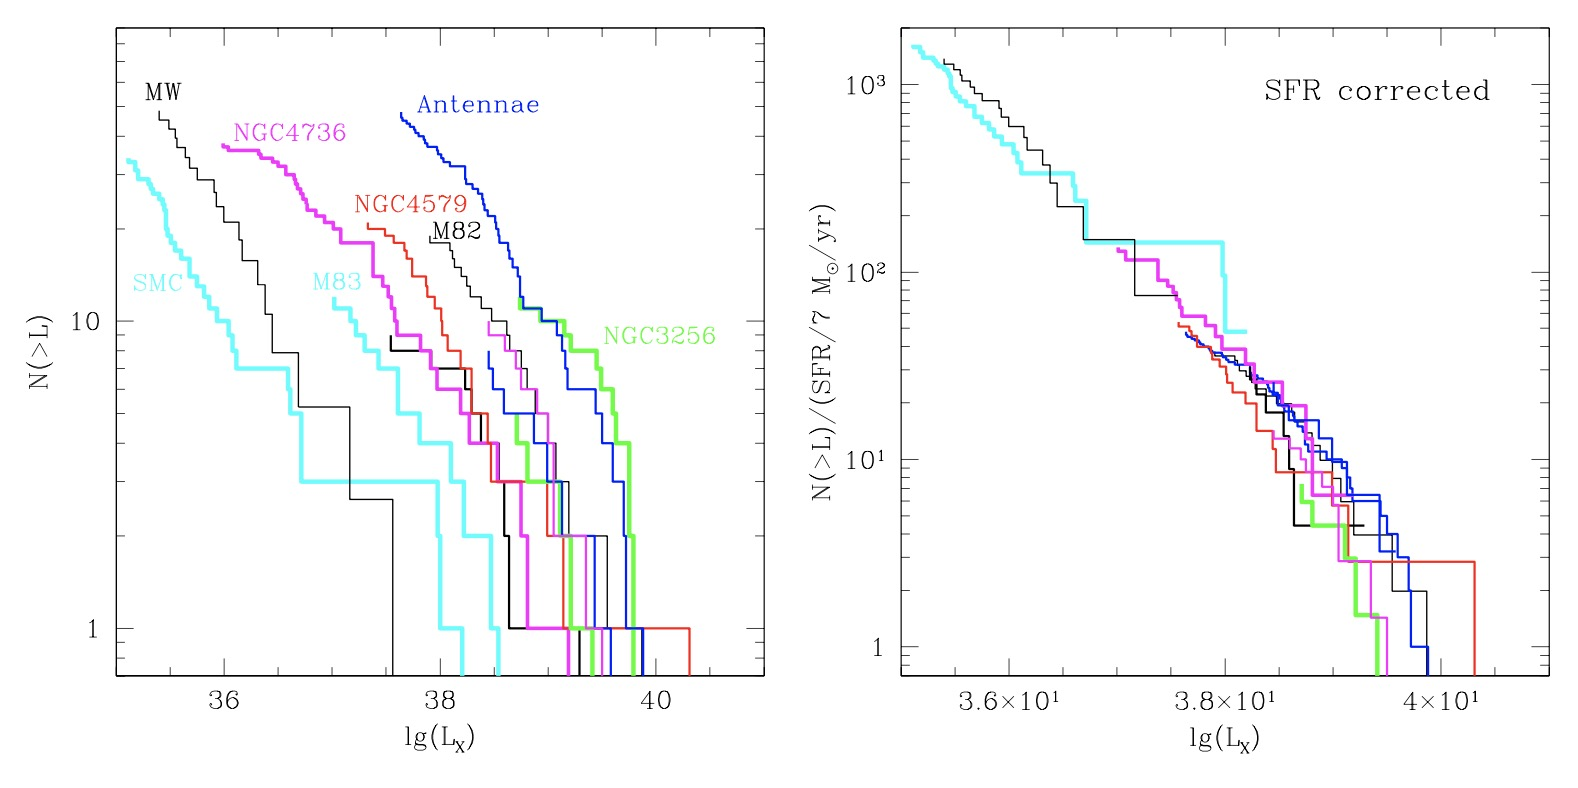 MW
Antennae
NGC4736
NGC4579
M82
SMC
M83
NGC3256
N(>L)
10
1
36
38
40
lg(L_X)
SFR corrected
N(>L)/(SFR/7 M_⊙/yr)
10³
10²
10¹
1
3.6×10¹
3.8×10¹
4×10¹
lg(L_X)